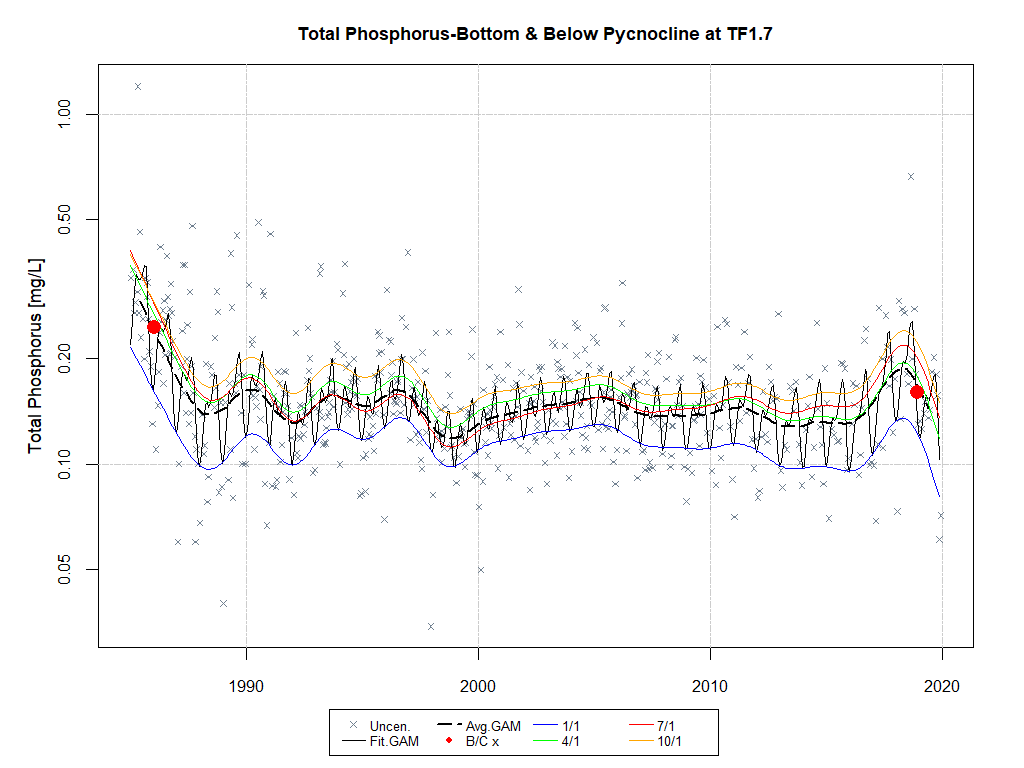 Total Phosphorus-Bottom & Below Pycnocline at TF1.7
Total Phosphorus [mg/L]
1.00
0.50
0.20
0.10
0.05
1990 2000 2010 2020
Uncen. Avg.GAM 1/1 7/1
Fit.GAM B/C x 4/1 10/1